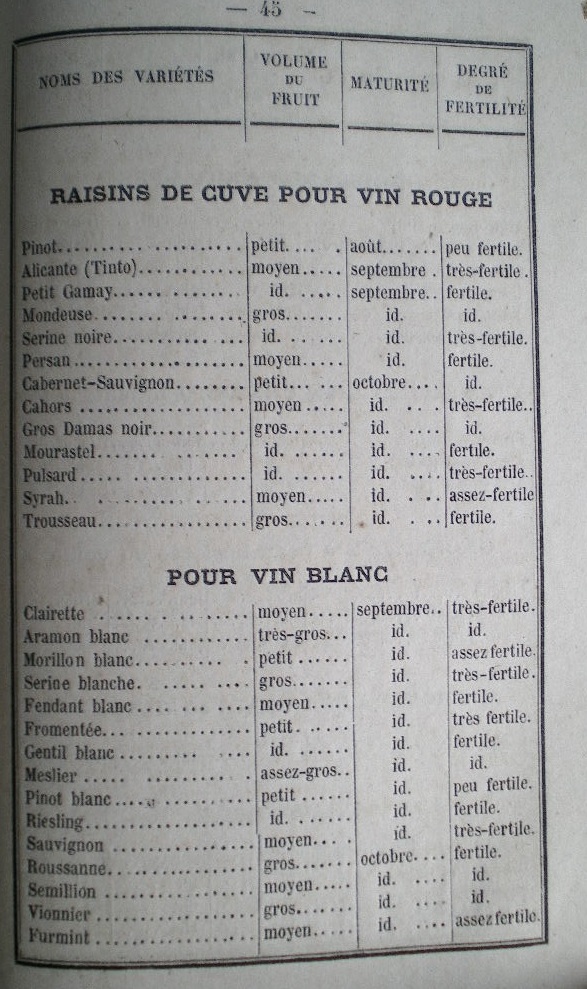 — 45 –
NOMS DES VARIÉTÉS VOLUME DU FRUIT MATURITÉ DEGRÉ DE FERTILITÉ
RAISINS DE CUVE POUR VIN ROUGE
Pinot.................... petit.... août....... peu fertile.
Alicante (Tinto)............ moyen..... septembre . très-fertile.
Petit Gamay............... id. ..... septembre.. fertile.
Mondeuse................. gros....... id. id.
Serine noire............... id. ...... id. très-fertile.
Persan ................... moyen..... id. fertile.
Cabernet-Sauvignon........ petit... ... octobre.... id.
Cahors ................... moyen ..... id. .... très-fertile..
Gros Damas noir........... gros....... id. .... id.
Mourastel................. id. ...... id. .... fertile.
Pulsard ................... id. ...... id. .... très-fertile..
Syrah. ................... moyen..... id. .... assez-fertile
Trousseau................. gros...... id. .... fertile.
POUR VIN BLANC
Clairette ................. moyen..... septembre.. très-fertile.
Aramon blanc ............ très-gros... id. id.
Morillon blanc............ petit ...... id. assez fertile.
Serine blanche. .......... gros....... id. très-fertile.
Fendant blanc ............ moyen..... id. fertile.
Fromentée................ petit. ..... id. très fertile.
Gentil blanc .............. id. ...... id. fertile.
Meslier .................. assez-gros.. id. id.
Pinot blanc............... petit ...... id. peu fertile.
Riesling.................. id. ...... id. fertile.
Sauvignon ............... moyen.... id. très-fertile.
Roussanne................ gros....... octobre.... fertile.
Semillion ................ moyen..... id. .... id.
Vionnier ................. gros....... id. .... id.
Furmint .................. moyen..... id. .... assez fertile.